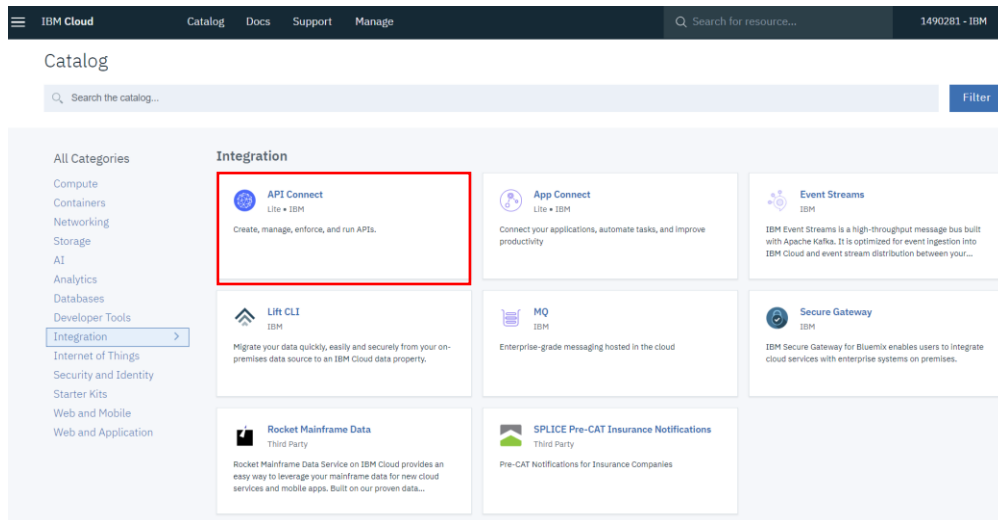 IBM Cloud
Catalog
Docs
Support
Manage
Search for resource...
1490281 - IBM
Catalog
Search the catalog...
Filter
All Categories
Compute
Containers
Networking
Storage
AI
Analytics
Databases
Developer Tools
Integration
Internet of Things
Security and Identity
Starter Kits
Web and Mobile
Web and Application
Integration
API Connect
Lite • IBM
Create, manage, enforce, and run APIs.
App Connect
Lite • IBM
Connect your applications, automate tasks, and improve
productivity
Event Streams
IBM
IBM Event Streams is a high-throughput message bus built
with Apache Kafka. It is optimized for event ingestion into
IBM Cloud and event stream distribution between your...
Lift CLI
IBM
Migrate your data quickly, easily and securely from your on-
premises data source to an IBM Cloud data property.
MQ
IBM
Enterprise-grade messaging hosted in the cloud
Secure Gateway
IBM
IBM Secure Gateway for Bluemix enables users to integrate
cloud services with enterprise systems on premises.
Rocket Mainframe Data
Third Party
Rocket Mainframe Data Service on IBM Cloud provides an
easy way to leverage your mainframe data for new cloud
services and mobile apps. Built on our proven data...
SPLICE Pre-CAT Insurance Notifications
Third Party
Pre-CAT Notifications for Insurance Companies